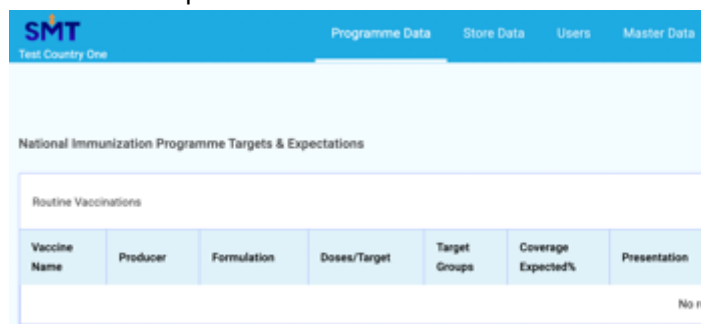 SMT
Test Country One
Programme Data Store Data Users Master Data
National Immunization Programme Targets & Expectations
Routine Vaccinations
Vaccine Name Producer Formulation Doses/Target Target Groups Coverage Expected% Presentation
No